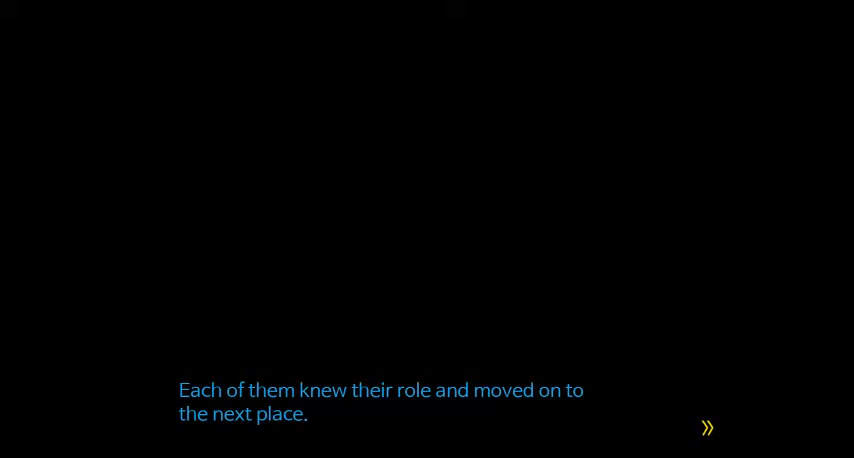 Each of them knew their role and moved on to
the next place.